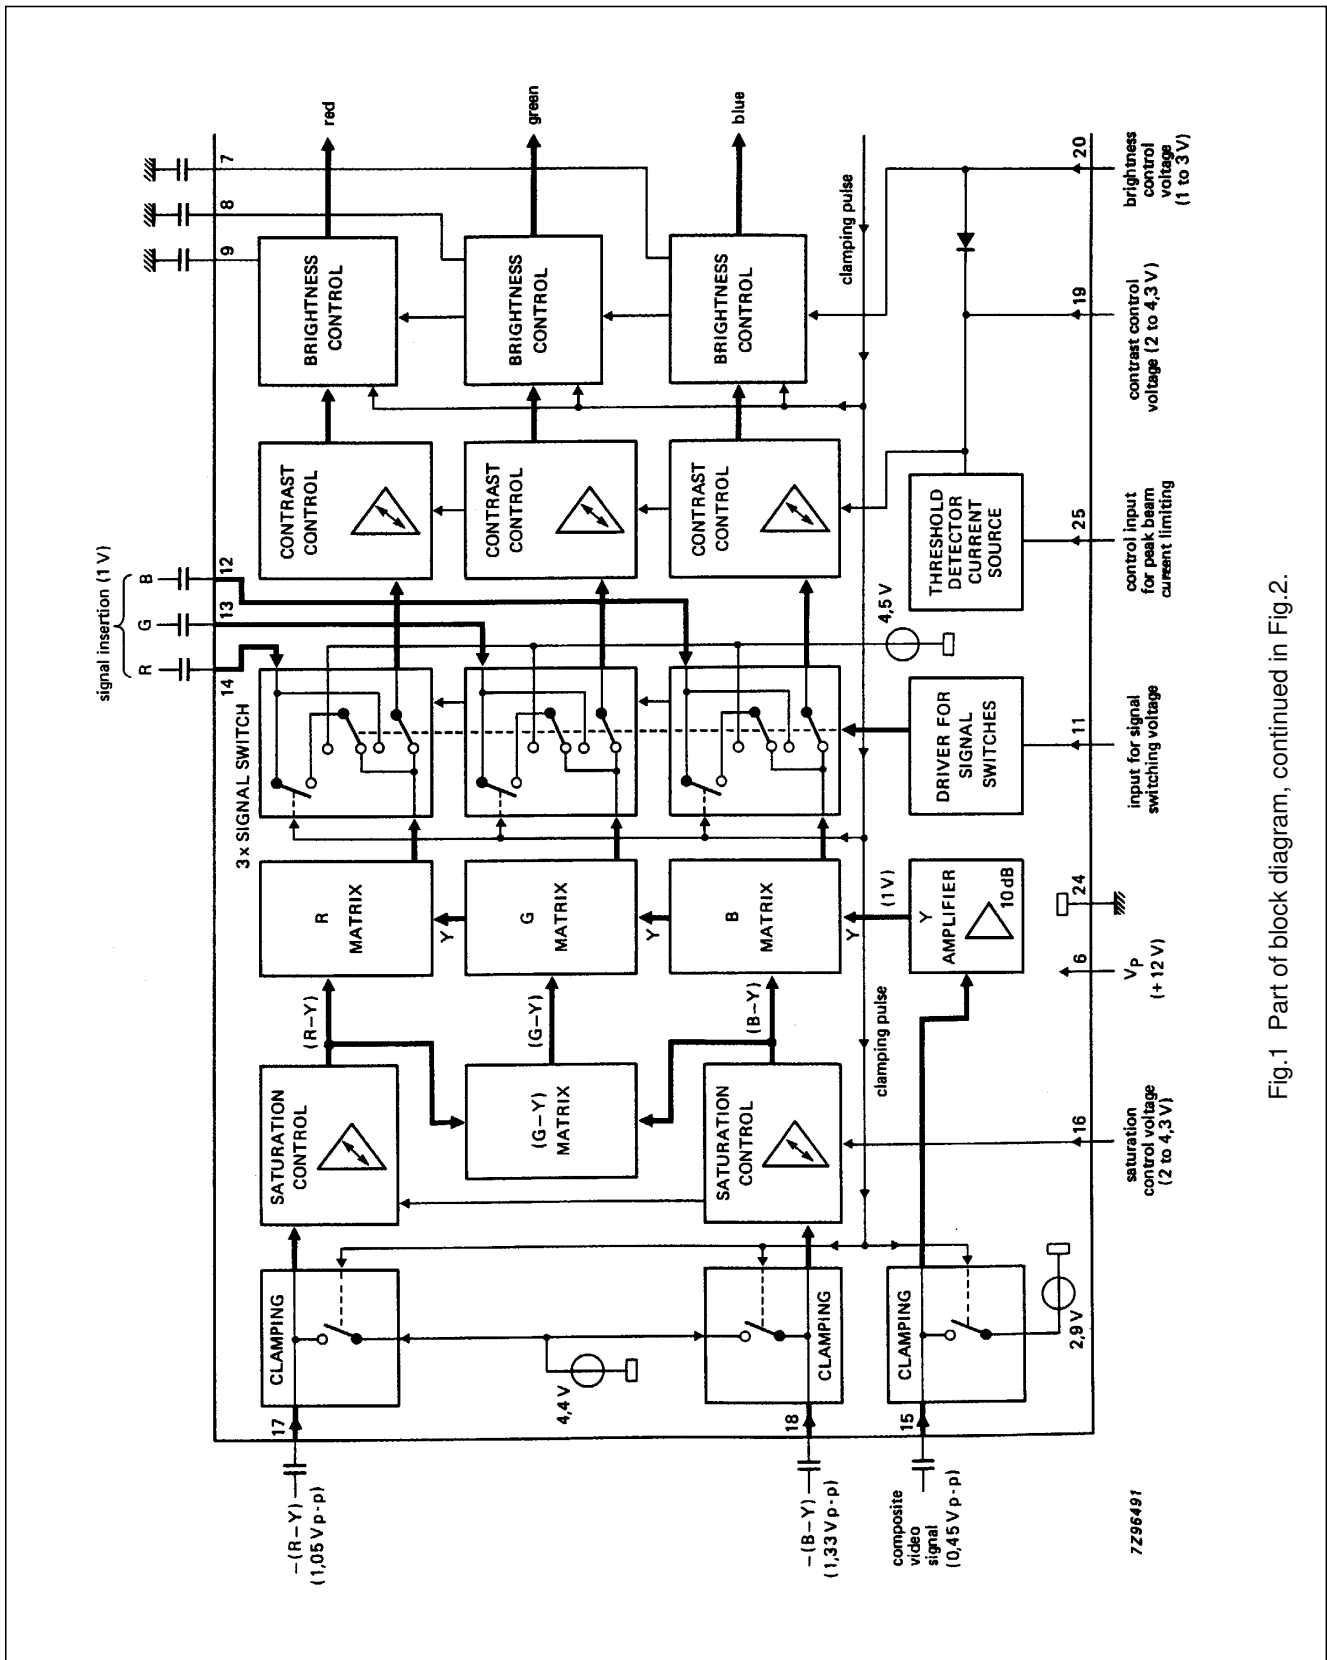 signal insertion (1 V)
R
G
B
14
13
12
9
8
7
3 x SIGNAL SWITCH
–(R–Y)
(1,05 V p-p)
17
CLAMPING
SATURATION
CONTROL
(R–Y)
R
MATRIX
CONTRAST
CONTROL
BRIGHTNESS
CONTROL
red
4,4 V
(G–Y)
MATRIX
(G–Y)
Y
G
MATRIX
CONTRAST
CONTROL
BRIGHTNESS
CONTROL
green
–(B–Y)
(1,33 V p-p)
18
CLAMPING
SATURATION
CONTROL
(B–Y)
Y
B
MATRIX
CONTRAST
CONTROL
BRIGHTNESS
CONTROL
blue
clamping pulse
Y
(1V)
clamping pulse
composite
video
signal
(0,45 V p-p)
15
CLAMPING
2,9 V
Y
AMPLIFIER
10 dB
DRIVER FOR
SIGNAL
SWITCHES
4,5 V
THRESHOLD
DETECTOR
CURRENT
SOURCE
16
saturation
control voltage
(2 to 4,3 V)
6
VP
(+ 12 V)
24
11
input for signal
switching voltage
25
control input
for peak beam
current limiting
19
contrast control
voltage (2 to 4,3 V)
20
brightness
control
voltage
(1 to 3 V)
7Z96491
Fig.1 Part of block diagram, continued in Fig.2.